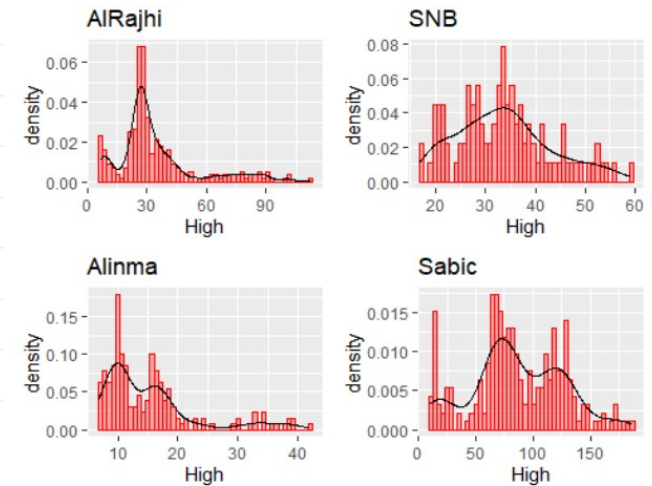 AlRajhi
density
0.06
0.04
0.02
0.00
0 30 60 90
High
SNB
density
0.08
0.06
0.04
0.02
0.00
20 30 40 50 60
High
Alinma
density
0.15
0.10
0.05
0.00
10 20 30 40
High
Sabic
density
0.015
0.010
0.005
0.000
0 50 100 150
High